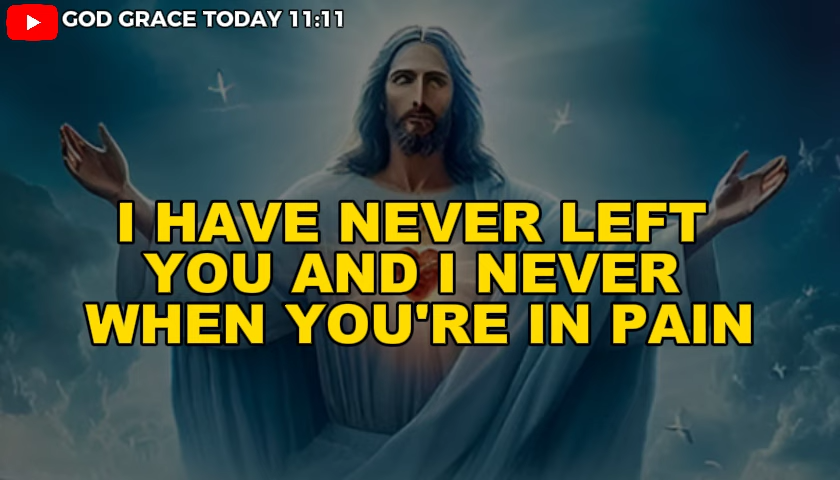 GOD GRACE TODAY 11:11
I HAVE NEVER LEFT
YOU AND I NEVER
WHEN YOU'RE IN PAIN